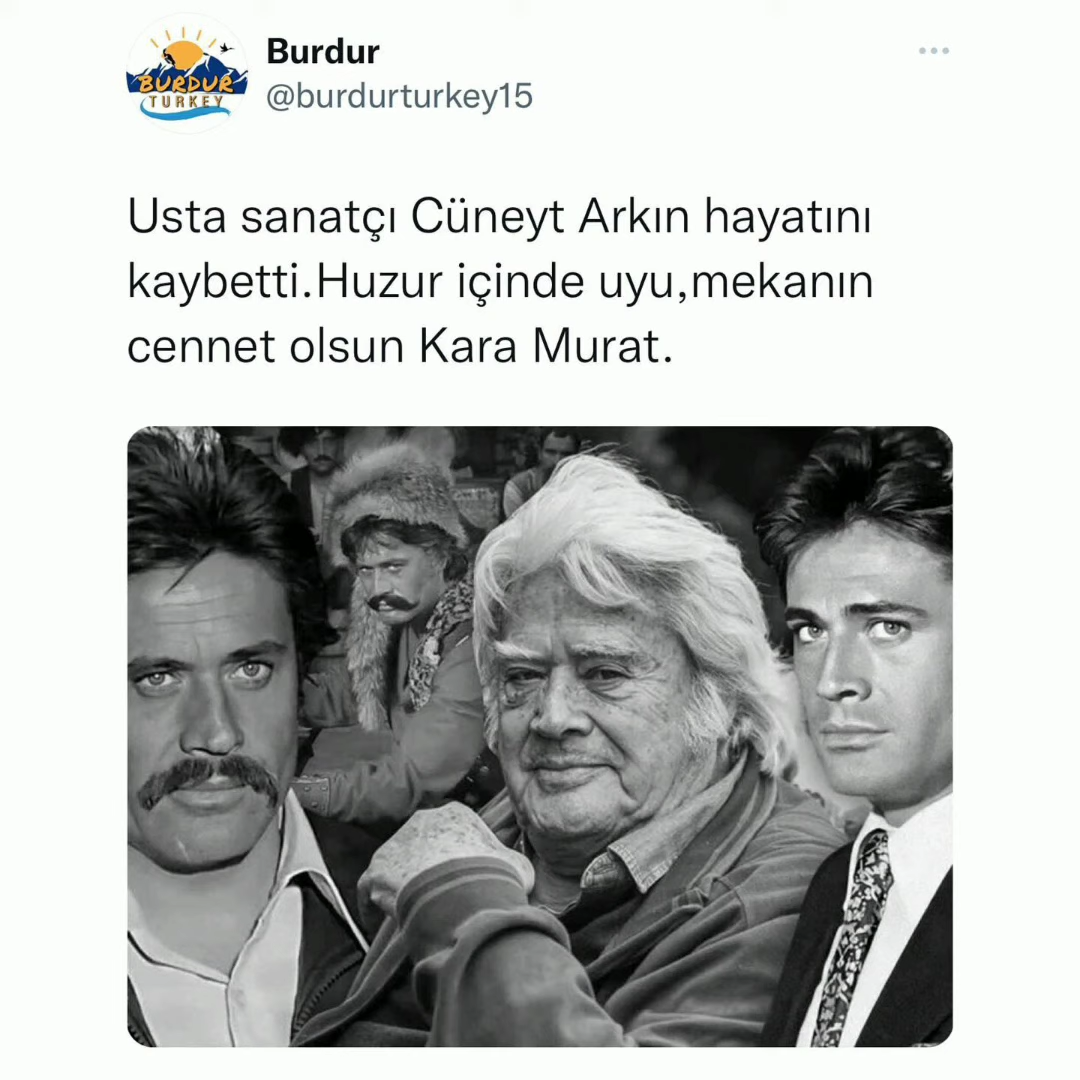 BURDUR
TURKEY
Burdur
@burdurturkey15
Usta sanatçı Cüneyt Arkın hayatını
kaybetti.Huzur içinde uyu,mekanın
cennet olsun Kara Murat.